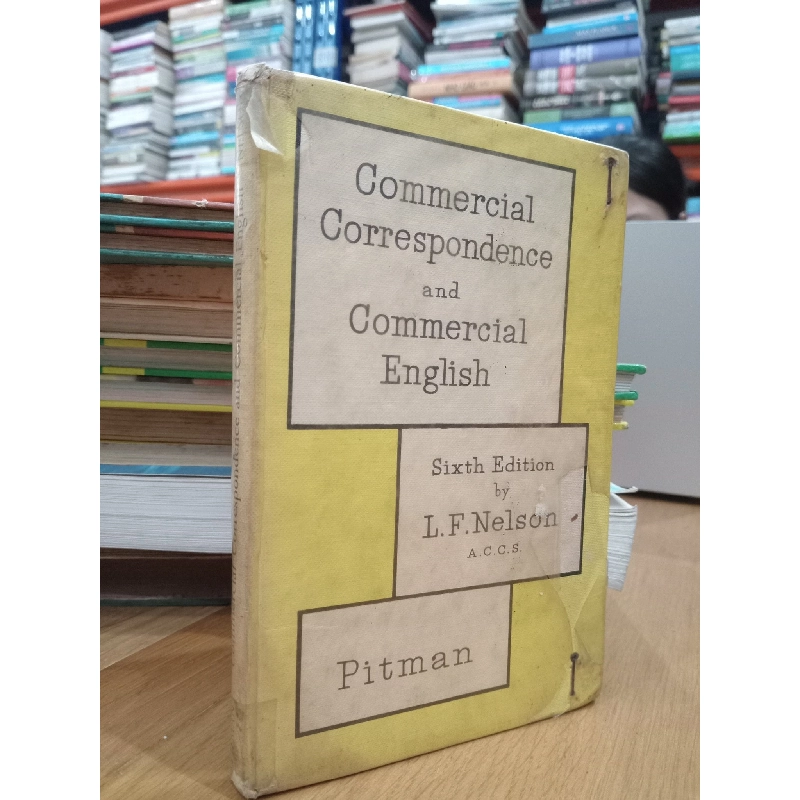 Commercial
Correspondence
and
Commercial
English
Sixth Edition
by
L.F.Nelson
A.C.C.S.
Pitman